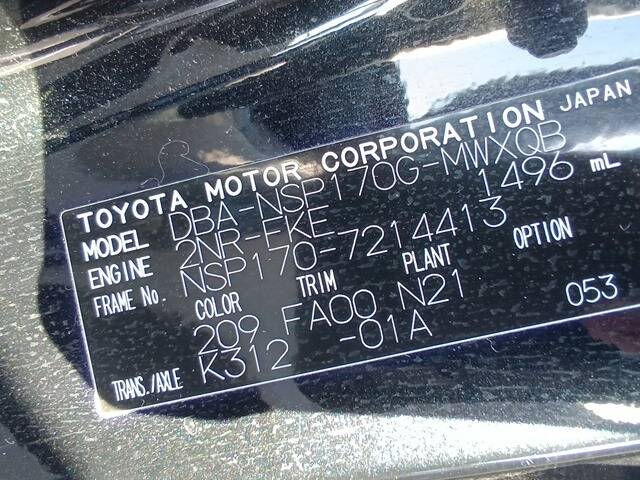 TOYOTA MOTOR CORPORATION JAPAN
MODEL DBA-NSP170G-MWXQB
ENGINE 2NR-FKE 1496 mL
FRAME No. NSP170-7214413
COLOR TRIM PLANT OPTION
209 FA00 N21
TRANS./AXLE K312 -01A 053